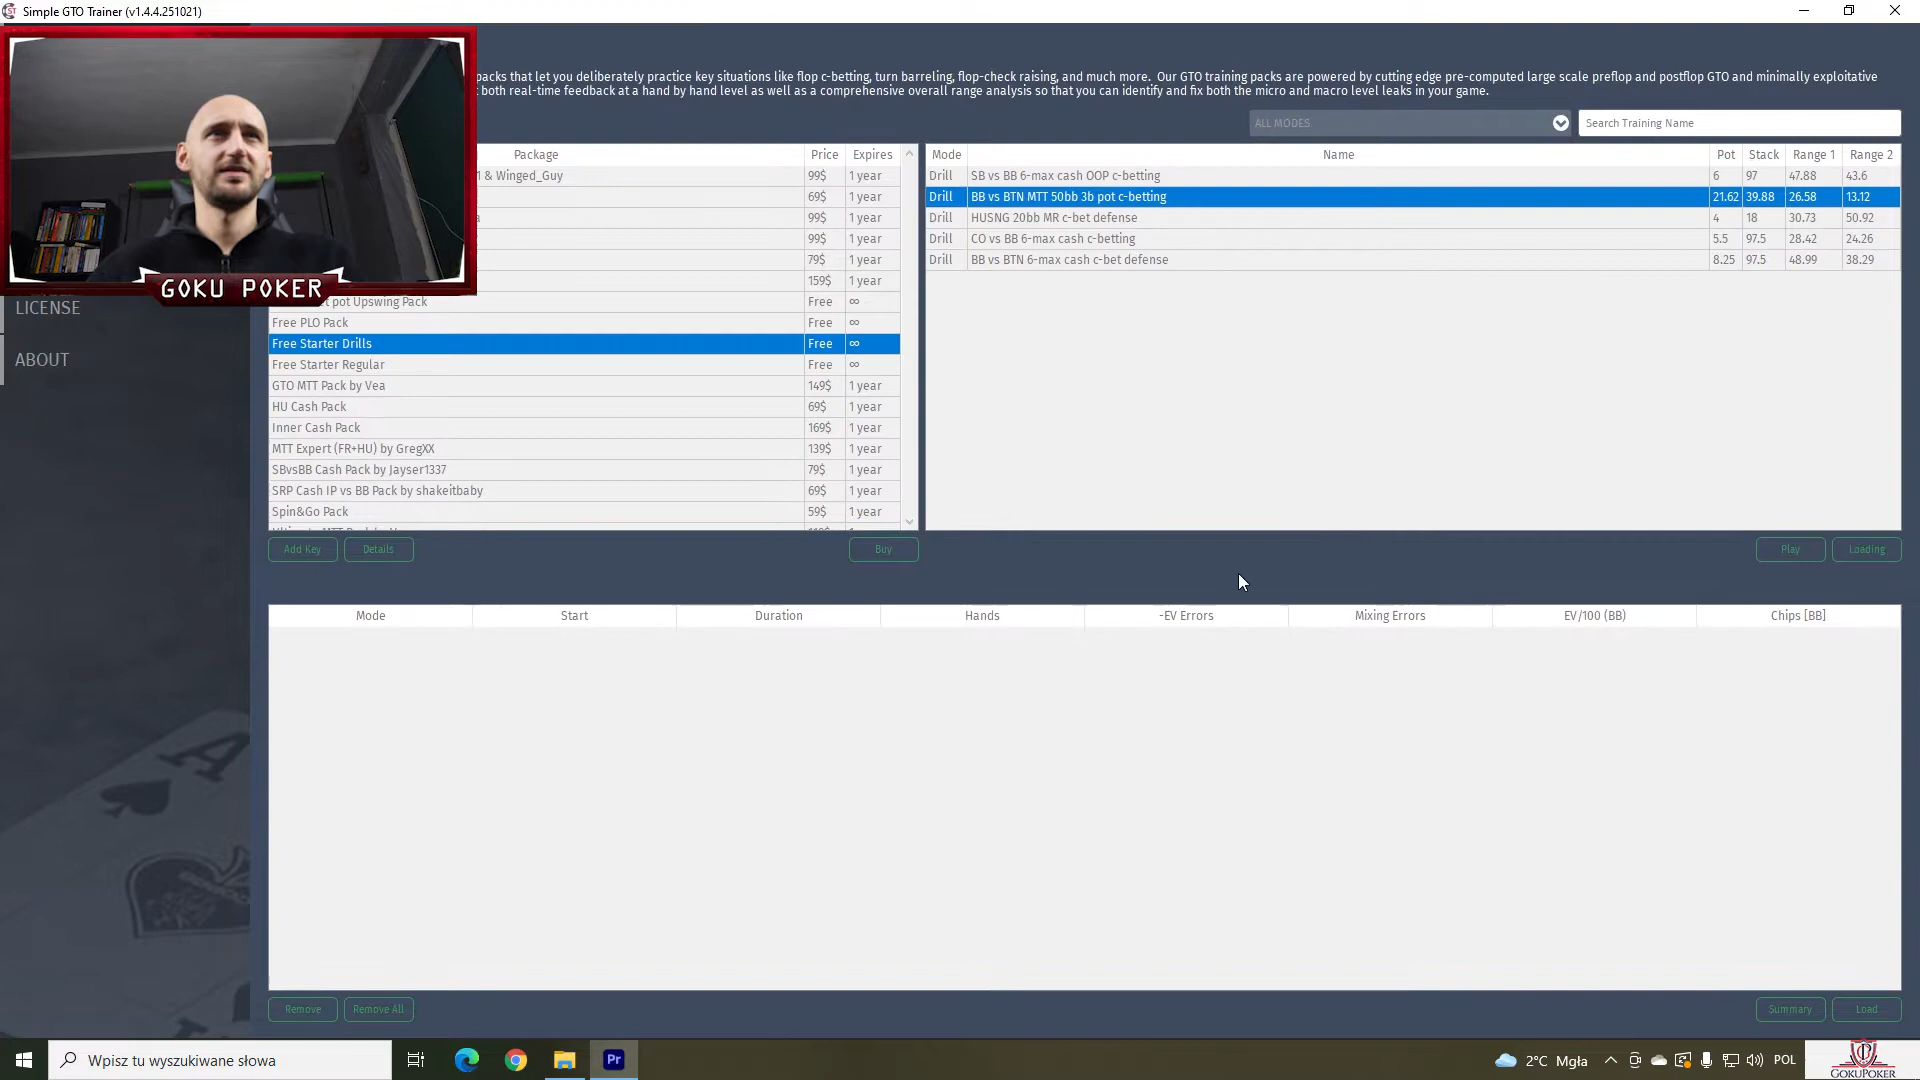 Simple GTO Trainer (v1.4.4.251021)
packs that let you deliberately practice key situations like flop c-betting, turn barreling, flop-check raising, and much more. Our GTO training packs are powered by cutting edge pre-computed large scale preflop and postflop GTO and minimally exploitative
both real-time feedback at a hand by hand level as well as a comprehensive overall range analysis so that you can identify and fix both the micro and macro level leaks in your game.
ALL MODES
Search Training Name
GOKU POKER
LICENSE
ABOUT
Package Price Expires
1 & Winged_Guy 99$ 1 year
69$ 1 year
99$ 1 year
99$ 1 year
79$ 1 year
159$ 1 year
pot Upswing Pack Free ∞
Free PLO Pack Free ∞
Free Starter Drills Free ∞
Free Starter Regular Free ∞
GTO MTT Pack by Vea 149$ 1 year
HU Cash Pack 69$ 1 year
Inner Cash Pack 169$ 1 year
MTT Expert (FR+HU) by GregXX 139$ 1 year
SBvsBB Cash Pack by Jayser1337 79$ 1 year
SRP Cash IP vs BB Pack by shakeitbaby 69$ 1 year
Spin&Go Pack 59$ 1 year
Add Key Details Buy
Mode Name Pot Stack Range 1 Range 2
Drill SB vs BB 6-max cash OOP c-betting 6 97 47.88 43.6
Drill BB vs BTN MTT 50bb 3b pot c-betting 21.62 39.88 26.58 13.12
Drill HUSNG 20bb MR c-bet defense 4 18 30.73 50.92
Drill CO vs BB 6-max cash c-betting 5.5 97.5 28.42 24.26
Drill BB vs BTN 6-max cash c-bet defense 8.25 97.5 48.99 38.29
Play Loading
Mode Start Duration Hands -EV Errors Mixing Errors EV/100 (BB) Chips [BB]
Remove Remove All Summary Load
Wpisz tu wyszukiwane słowa
Pr
2°C Mgła
POL
GOKUPOKER